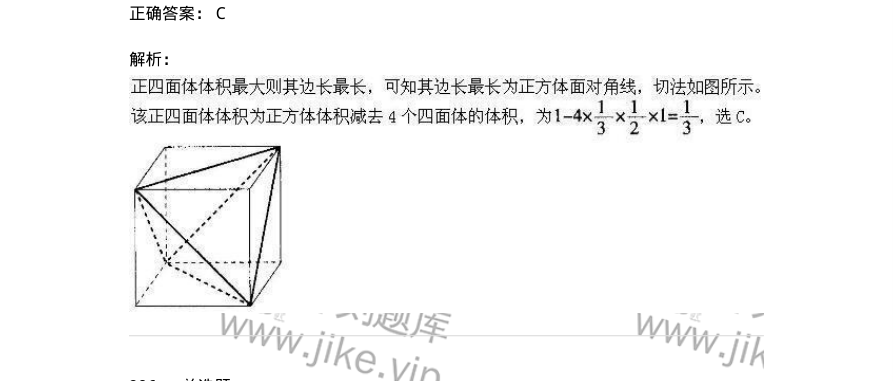 正确答案: C
解析:
正四面体体积最大则其边长最长，可知其边长最长为正方体面对角线，切法如图所示。
该正四面体体积为正方体体积减去 4 个四面体的体积，为1-4×1/3×1/2×1=1/3，选 C。
题库
www.jike.vip
www.jik